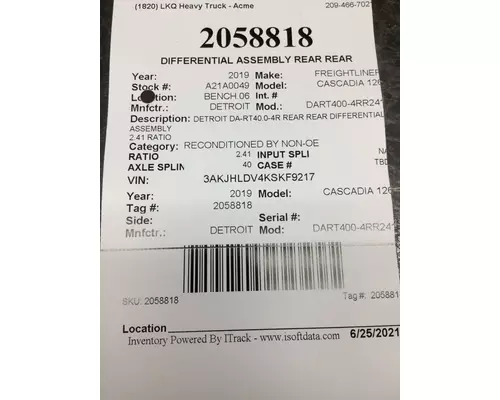 (1820) LKQ Heavy Truck - Acme 209-466-702
2058818
DIFFERENTIAL ASSEMBLY REAR REAR
Year: 2019 Make: FREIGHTLINER
Stock #: A21A0049 Model: CASCADIA 126
Location: BENCH 06 Int. #
Mnfctr.: DETROIT Mod.: DART400-4RR241
Description: DETROIT DA-RT40.0-4R REAR REAR DIFFERENTIAL
ASSEMBLY
2.41 RATIO
Category: RECONDITIONED BY NON-OE
RATIO 2.41 INPUT SPLI NA
AXLE SPLIN 40 CASE # TBD
VIN: 3AKJHLDV4KSKF9217
Year: 2019 Model: CASCADIA 126
Tag #: 2058818
Side: Serial #:
Mnfctr.: DETROIT Mod: DART400-4RR241
SKU: 2058818 Tag #: 205881
Location
Inventory Powered By ITrack - www.isoftdata.com 6/25/2021